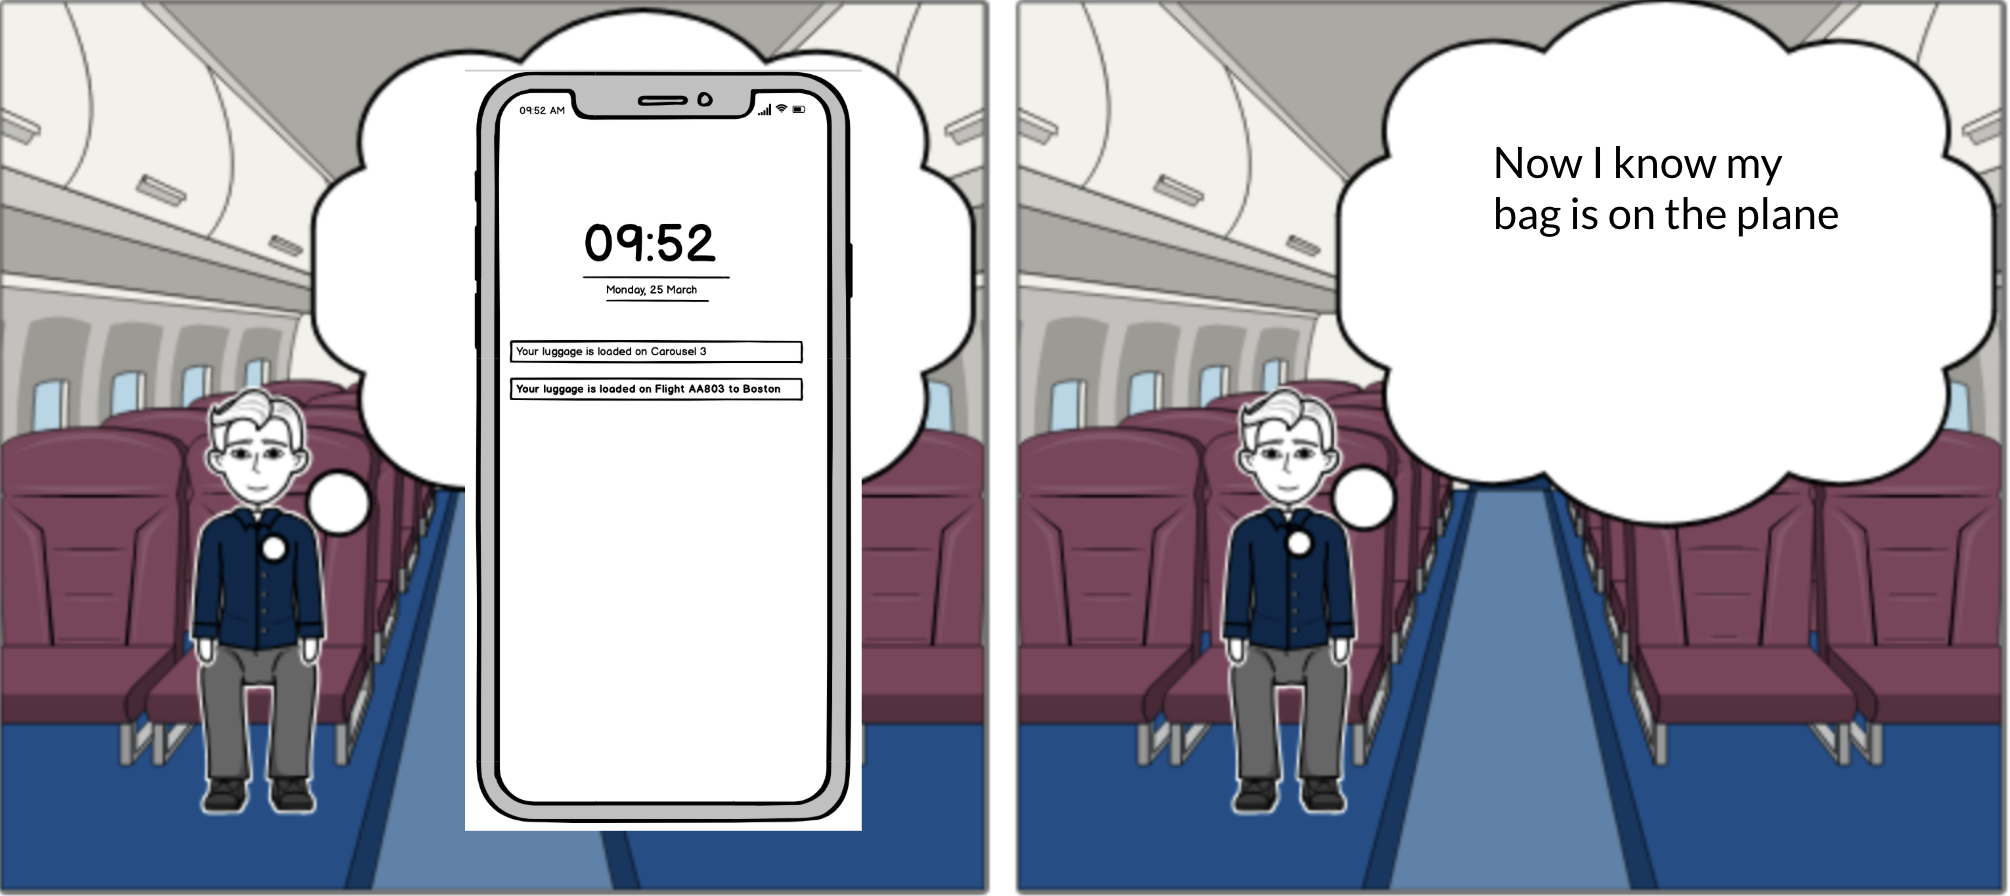 09:52 AM
09:52
Monday, 25 March
Your luggage is loaded on Carousel 3
Your luggage is loaded on Flight AA803 to Boston
Now I know my
bag is on the plane